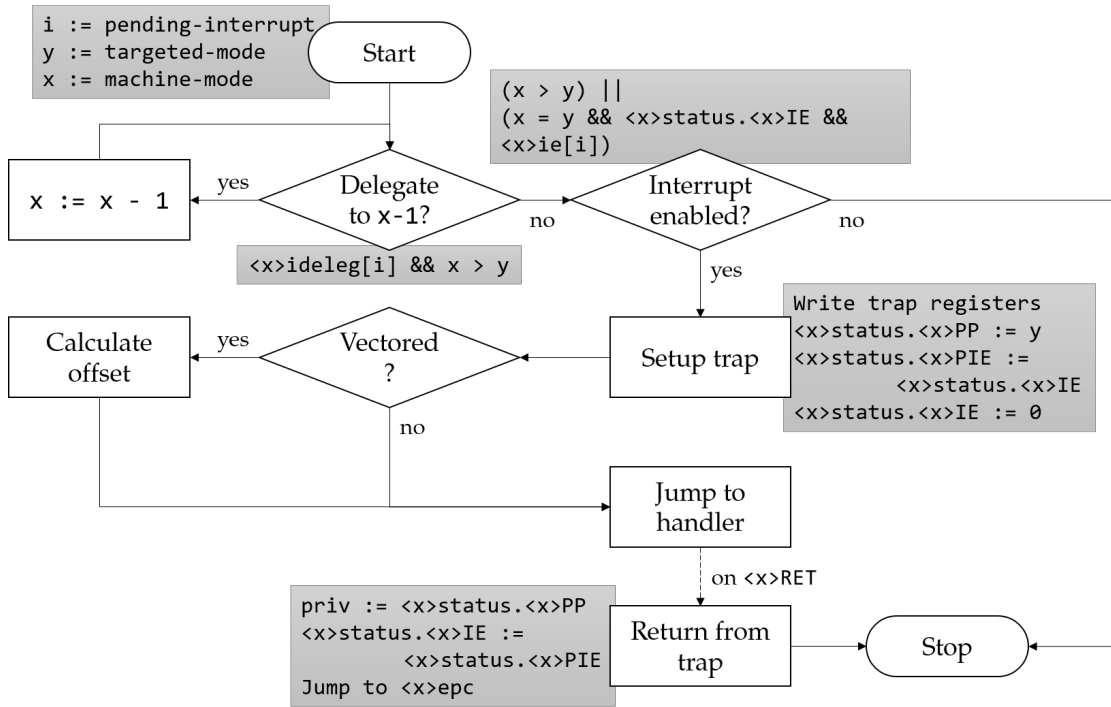 i := pending-interrupt
y := targeted-mode
x := machine-mode
Start
(x > y) ||
(x = y && <x>status.<x>IE &&
<x>ie[i])
x := x - 1
yes
Delegate
to x-1?
no
Interrupt
enabled?
no
<x>ideleg[i] && x > y
yes
Calculate
offset
yes
Vectored
?
no
Setup trap
Write trap registers
<x>status.<x>PP := y
<x>status.<x>PIE :=
<x>status.<x>IE
<x>status.<x>IE := 0
Jump to
handler
on <x>RET
priv := <x>status.<x>PP
<x>status.<x>IE :=
<x>status.<x>PIE
Jump to <x>epc
Return from
trap
Stop